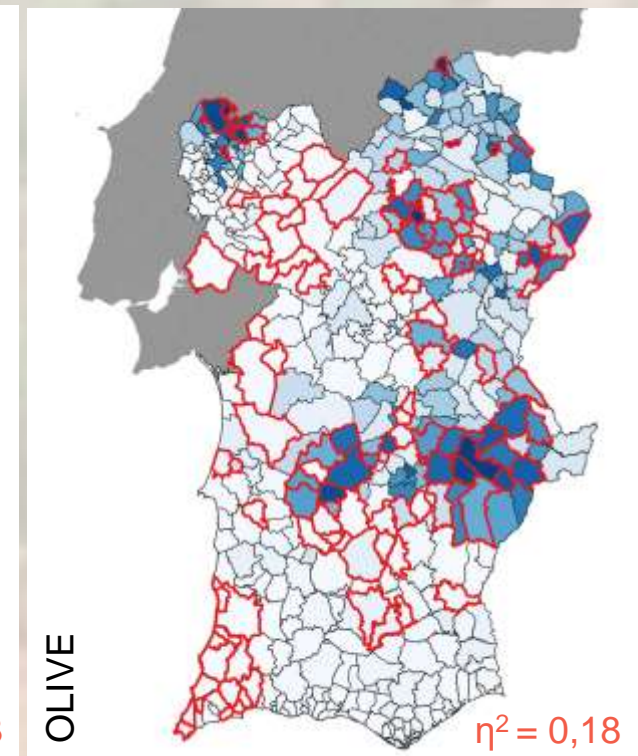 OLIVE
η² = 0,18